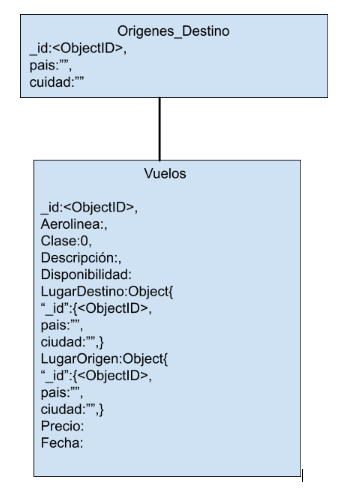 Origenes_Destino
_id:<ObjectID>,
pais:"”,
cuidad:””
Vuelos
_id:<ObjectID>,
Aerolinea:,
Clase:0,
Descripción:,
Disponibilidad:
LugarDestino:Object{
“_id”:{<ObjectID>,
pais:””,
ciudad:””,}
LugarOrigen:Object{
“_id”:{<ObjectID>,
pais:””,
ciudad:””,}
Precio:
Fecha: